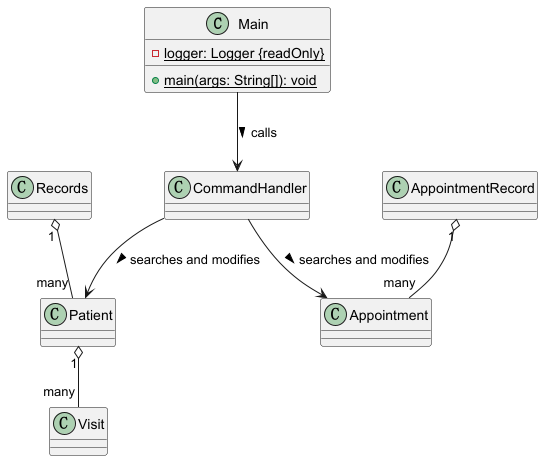 C Main
logger: Logger {readOnly}
main(args: String[]): void
calls
C Records
C CommandHandler
C AppointmentRecord
1
1
searches and modifies
searches and modifies
many
many
C Patient
C Appointment
1
many
C Visit